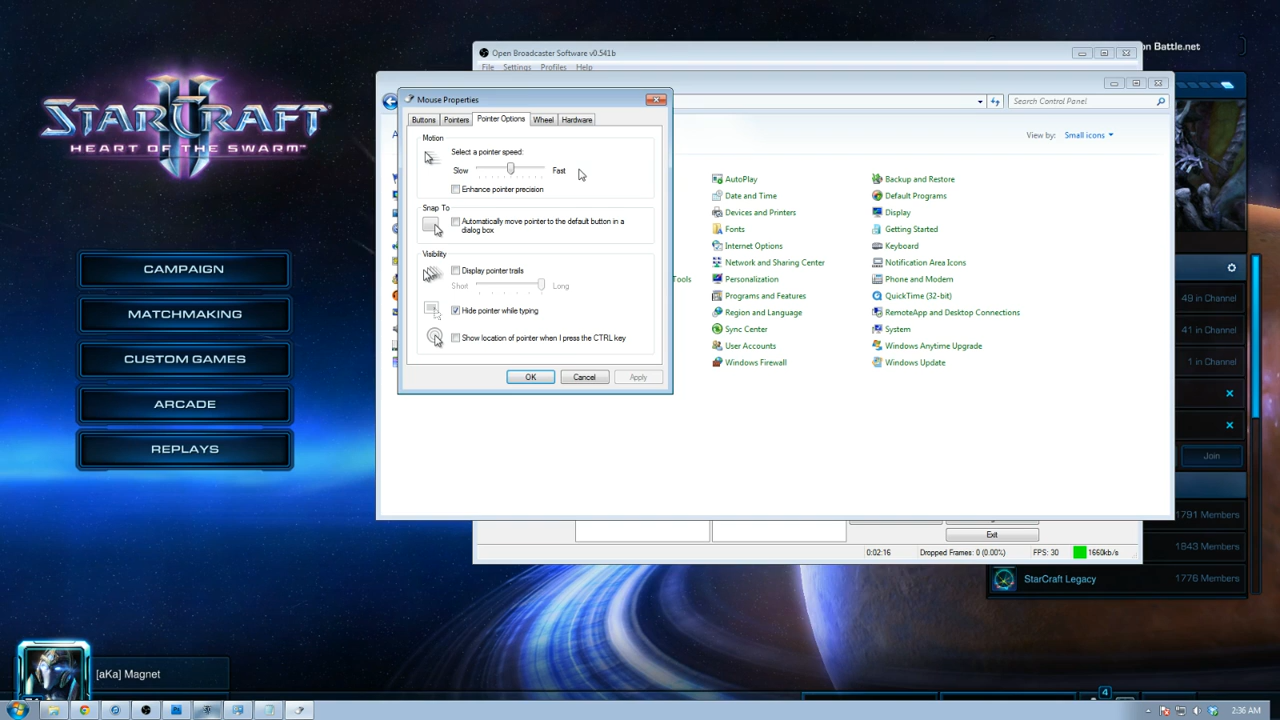 STARCRAFT
II
HEART OF THE SWARM™
CAMPAIGN
MATCHMAKING
CUSTOM GAMES
ARCADE
REPLAYS
[aKa] Magnet
Open Broadcaster Software v0.541b
File Settings Profiles Help
on Battle.net
Search Control Panel
View by: Small icons
Mouse Properties
Buttons Pointers Pointer Options Wheel Hardware
Motion
Select a pointer speed:
Slow Fast
Enhance pointer precision
Snap To
Automatically move pointer to the default button in a
dialog box
Visibility
Display pointer trails
Short Long
Hide pointer while typing
Show location of pointer when I press the CTRL key
OK Cancel Apply
Tools
AutoPlay
Date and Time
Devices and Printers
Fonts
Internet Options
Network and Sharing Center
Personalization
Programs and Features
Region and Language
Sync Center
User Accounts
Windows Firewall
Backup and Restore
Default Programs
Display
Getting Started
Keyboard
Notification Area Icons
Phone and Modem
QuickTime (32-bit)
RemoteApp and Desktop Connections
System
Windows Anytime Upgrade
Windows Update
49 in Channel
41 in Channel
1 in Channel
Join
1791 Members
1843 Members
StarCraft Legacy 1776 Members
Exit
0:02:16 Dropped Frames: 0 (0.00%) FPS: 30 1660kb/s
4
2:36 AM